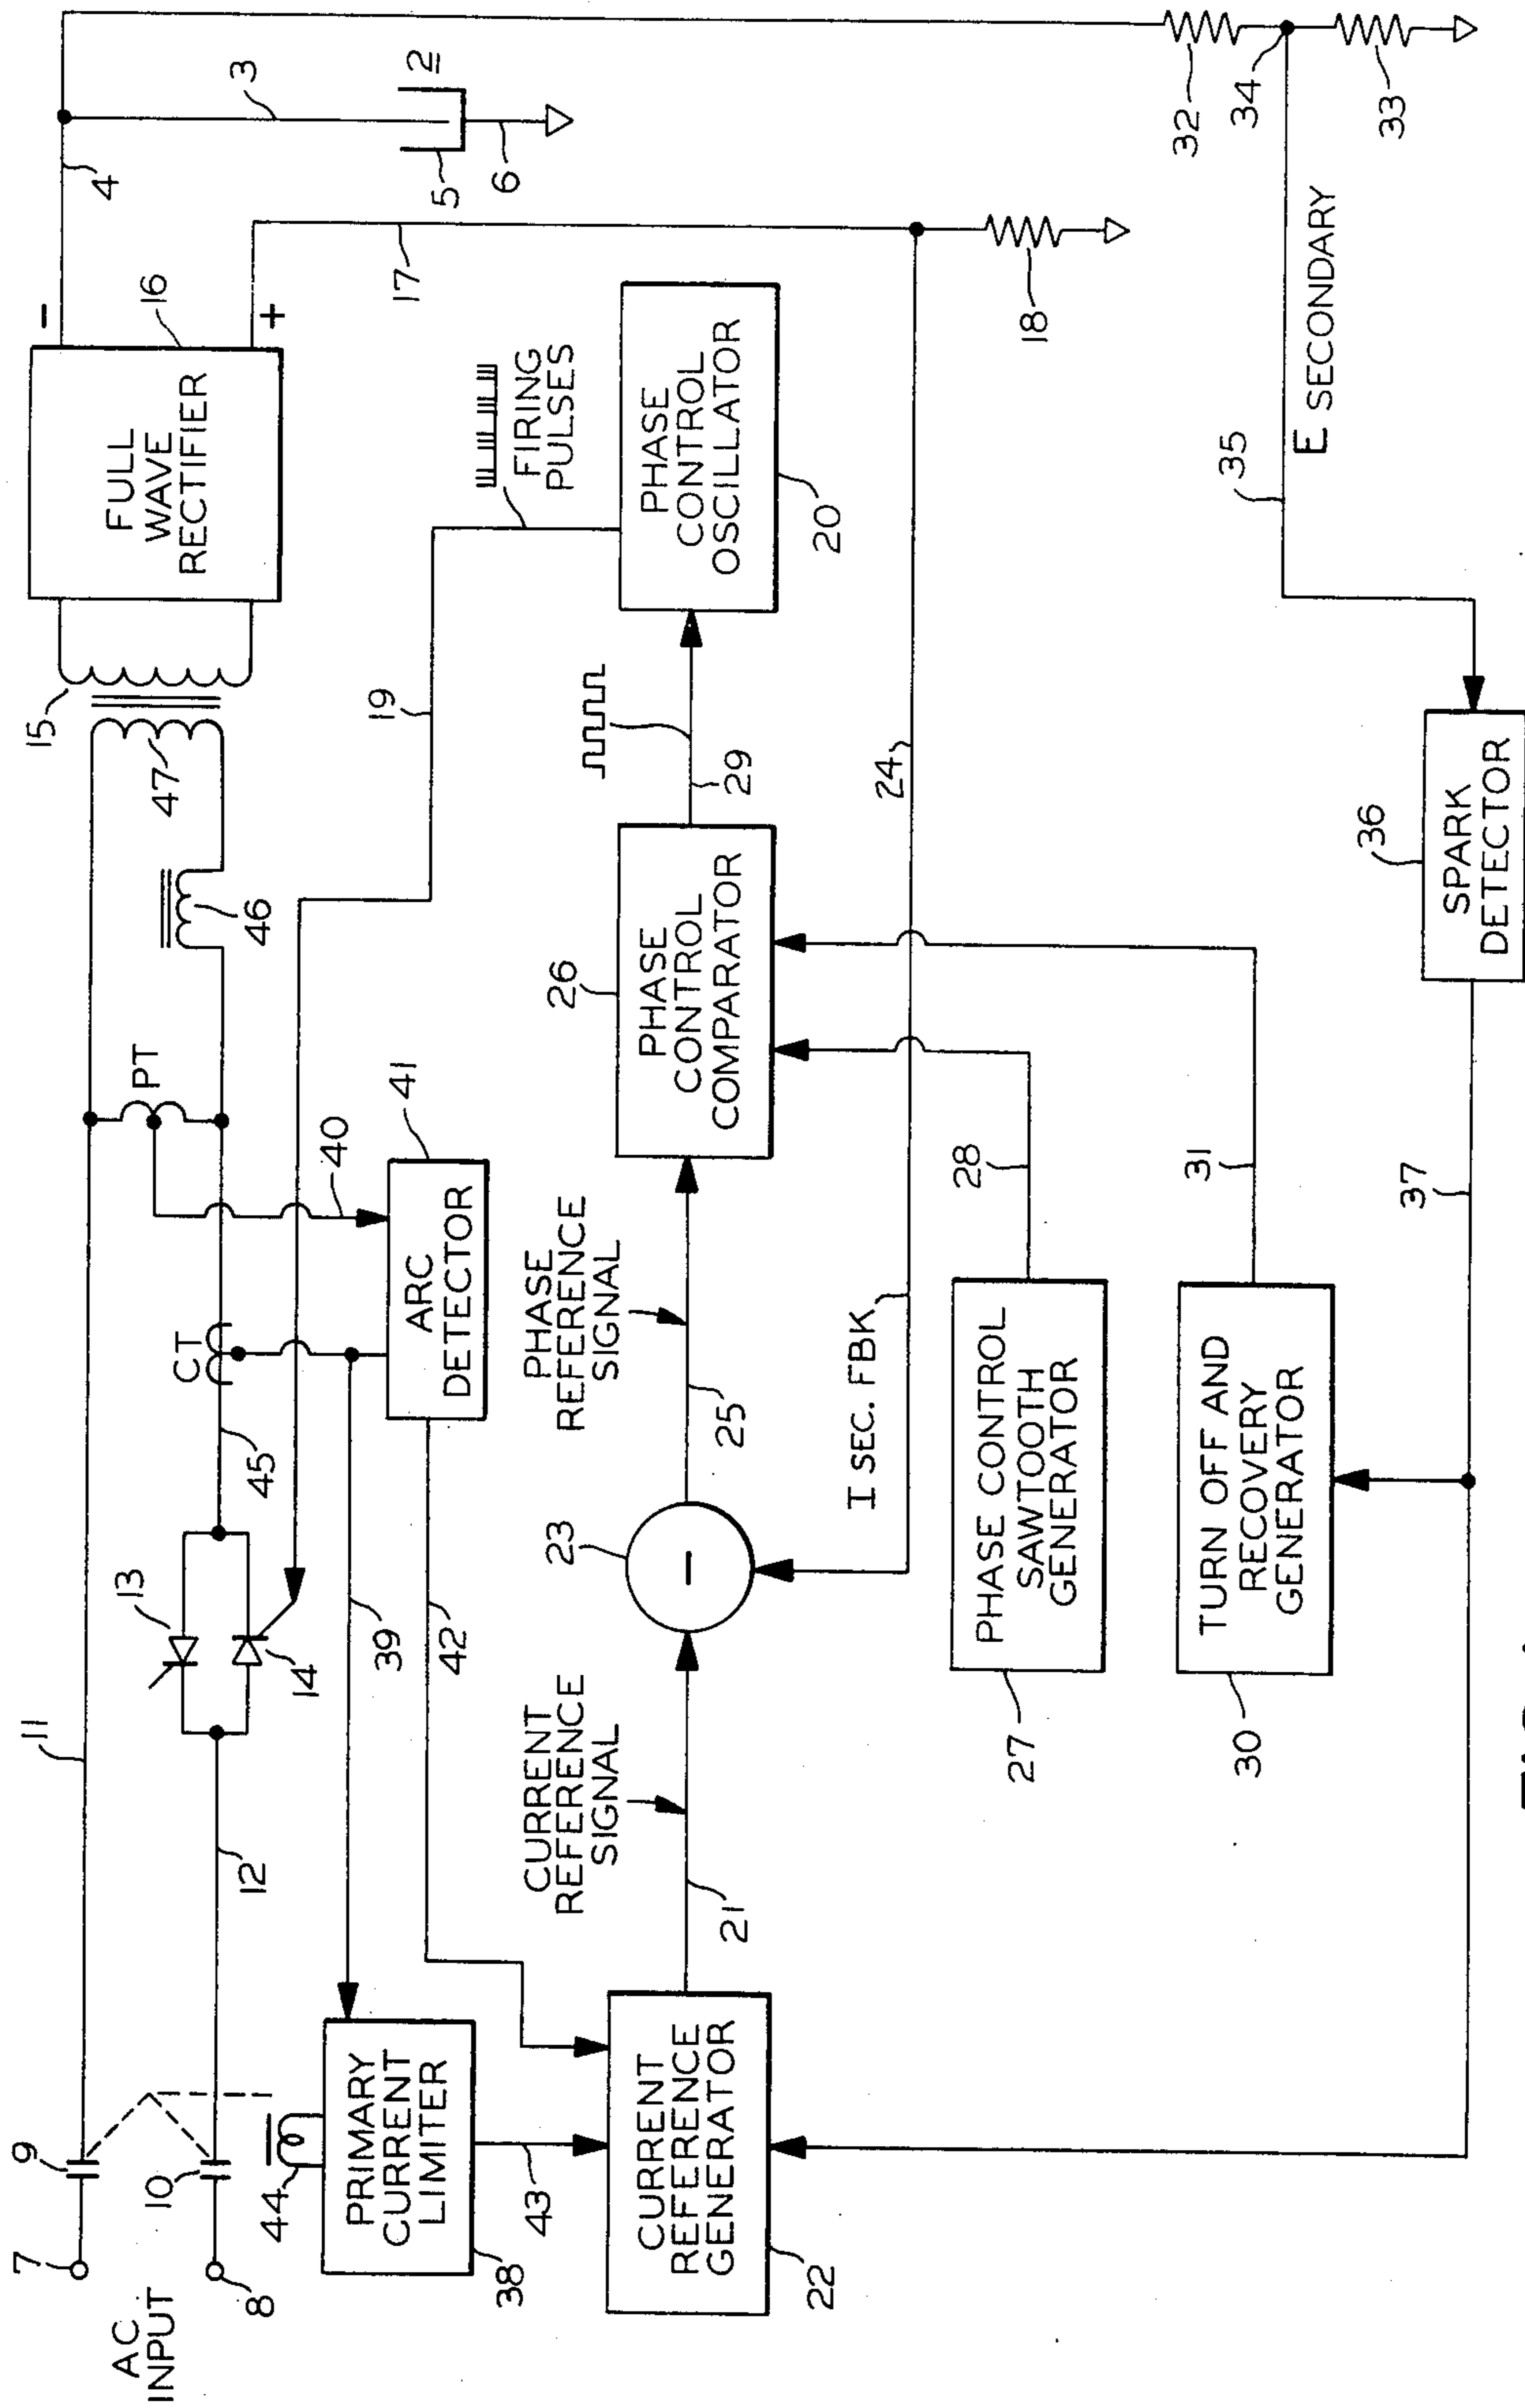 AC
INPUT
7
8
9
10
11
12
13
14
45
CT
PT
46
47
15
FULL
WAVE
RECTIFIER
16
-
+
4
3
2
5
6
17
18
44
PRIMARY
CURRENT
LIMITER
38
43
39
42
ARC
DETECTOR
41
40
19
FIRING
PULSES
CURRENT
REFERENCE
GENERATOR
22
CURRENT
REFERENCE
SIGNAL
21
23
-
PHASE
REFERENCE
SIGNAL
25
PHASE
CONTROL
COMPARATOR
26
29
PHASE
CONTROL
OSCILLATOR
20
I SEC. FBK
24
PHASE CONTROL
SAWTOOTH
GENERATOR
27
28
TURN OFF AND
RECOVERY
GENERATOR
30
31
37
SPARK
DETECTOR
36
35
E SECONDARY
32
34
33